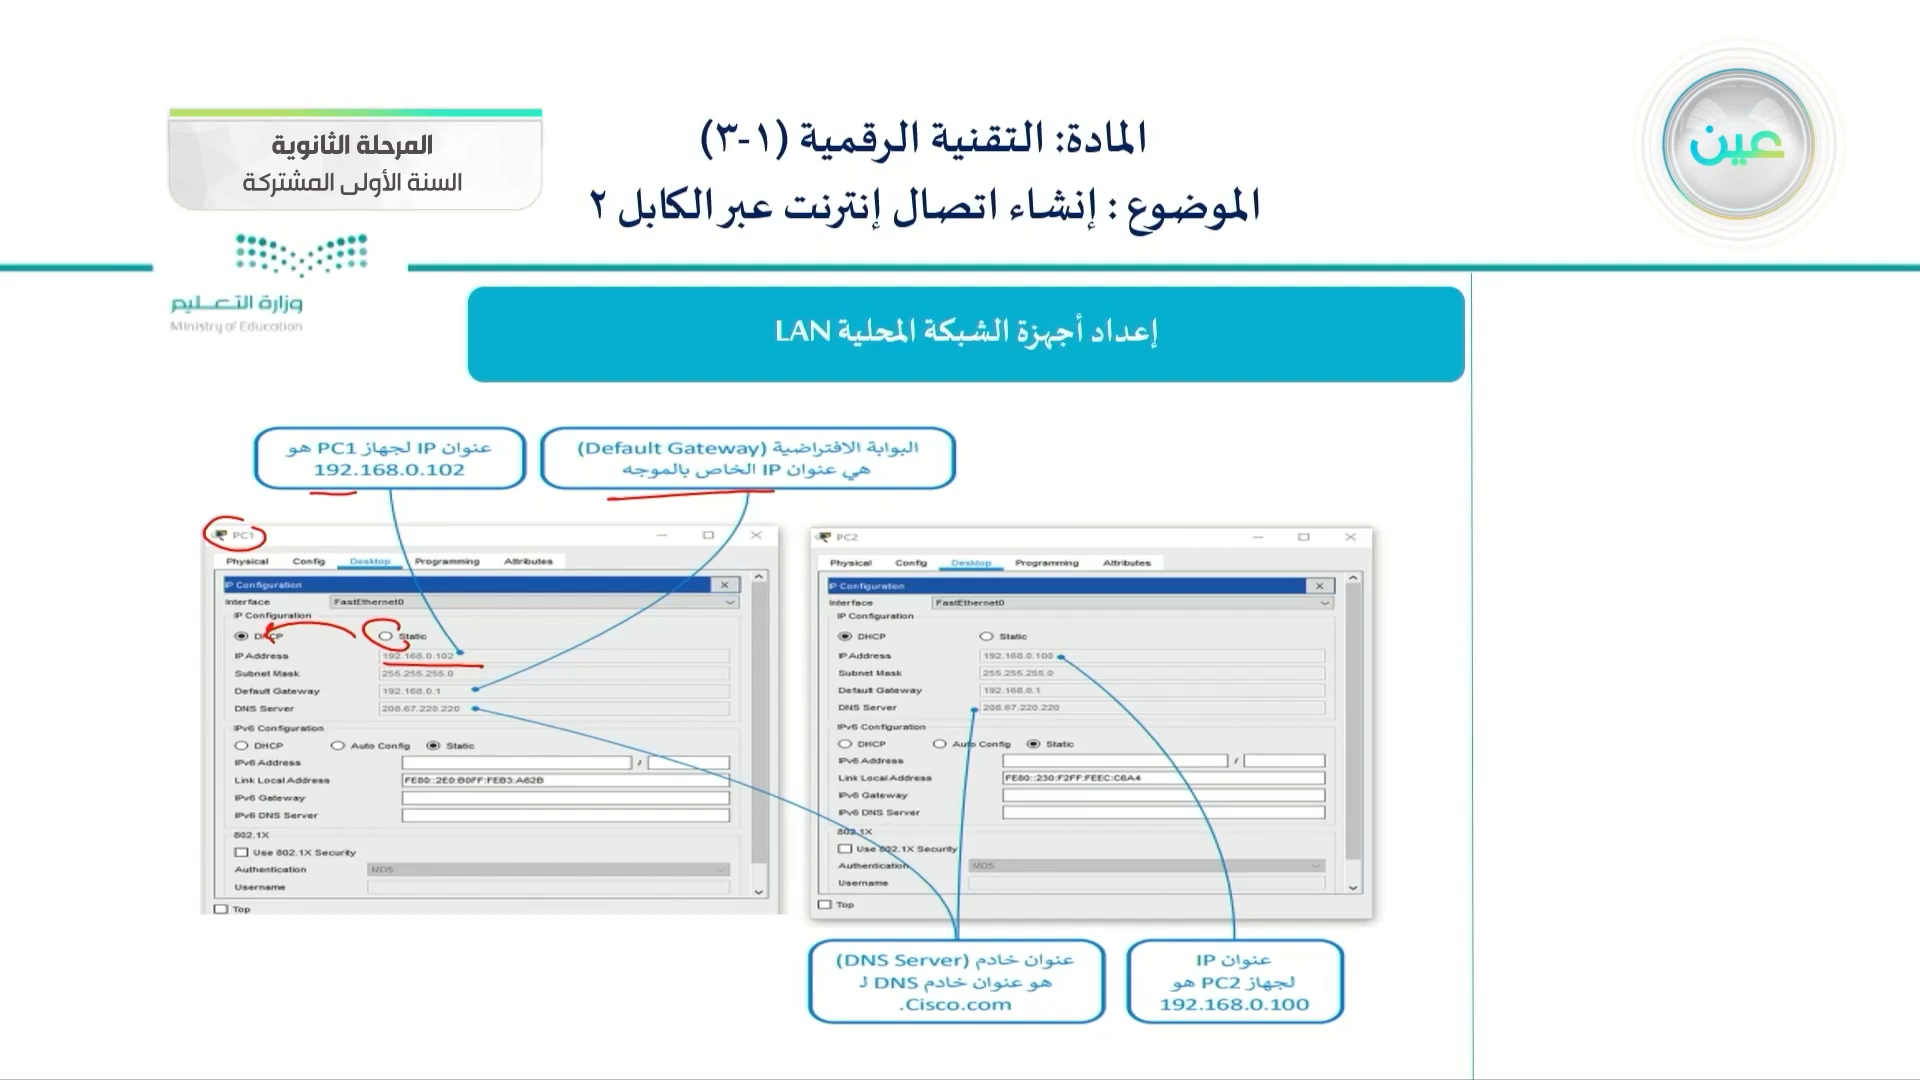 المرحلة الثانوية
السنة الأولى المشتركة
المادة: التقنية الرقمية (١-٣)
الموضوع : إنشاء اتصال إنترنت عبر الكابل ٢
عين
وزارة التعـــليم
Ministry of Education
إعداد أجهزة الشبكة المحلية LAN
البوابة الافتراضية (Default Gateway)
هي عنوان IP الخاص بالموجه
عنوان IP لجهاز PC1 هو
192.168.0.102
PC1
Physical Config Desktop Programming Attributes
IP Configuration
Interface FastEthernet0
IP Configuration
DHCP Static
IP Address 192.168.0.102
Subnet Mask 255.255.255.0
Default Gateway 192.168.0.1
DNS Server 208.67.220.220
IPv6 Configuration
DHCP Auto Config Static
IPv6 Address /
Link Local Address FE80::2E0:B0FF:FEB3:A62B
IPv6 Gateway
IPv6 DNS Server
802.1X
Use 802.1X Security
Authentication MD5
Username
Top
PC2
Physical Config Desktop Programming Attributes
IP Configuration
Interface FastEthernet0
IP Configuration
DHCP Static
IP Address 192.168.0.100
Subnet Mask 255.255.255.0
Default Gateway 192.168.0.1
DNS Server 208.67.220.220
IPv6 Configuration
DHCP Auto Config Static
IPv6 Address /
Link Local Address FE80::230:F2FF:FEEC:C6A4
IPv6 Gateway
IPv6 DNS Server
802.1X
Use 802.1X Security
Authentication MD5
Username
Top
عنوان IP
لجهاز PC2 هو
192.168.0.100
عنوان خادم (DNS Server)
هو عنوان خادم DNS لـ
Cisco.com.